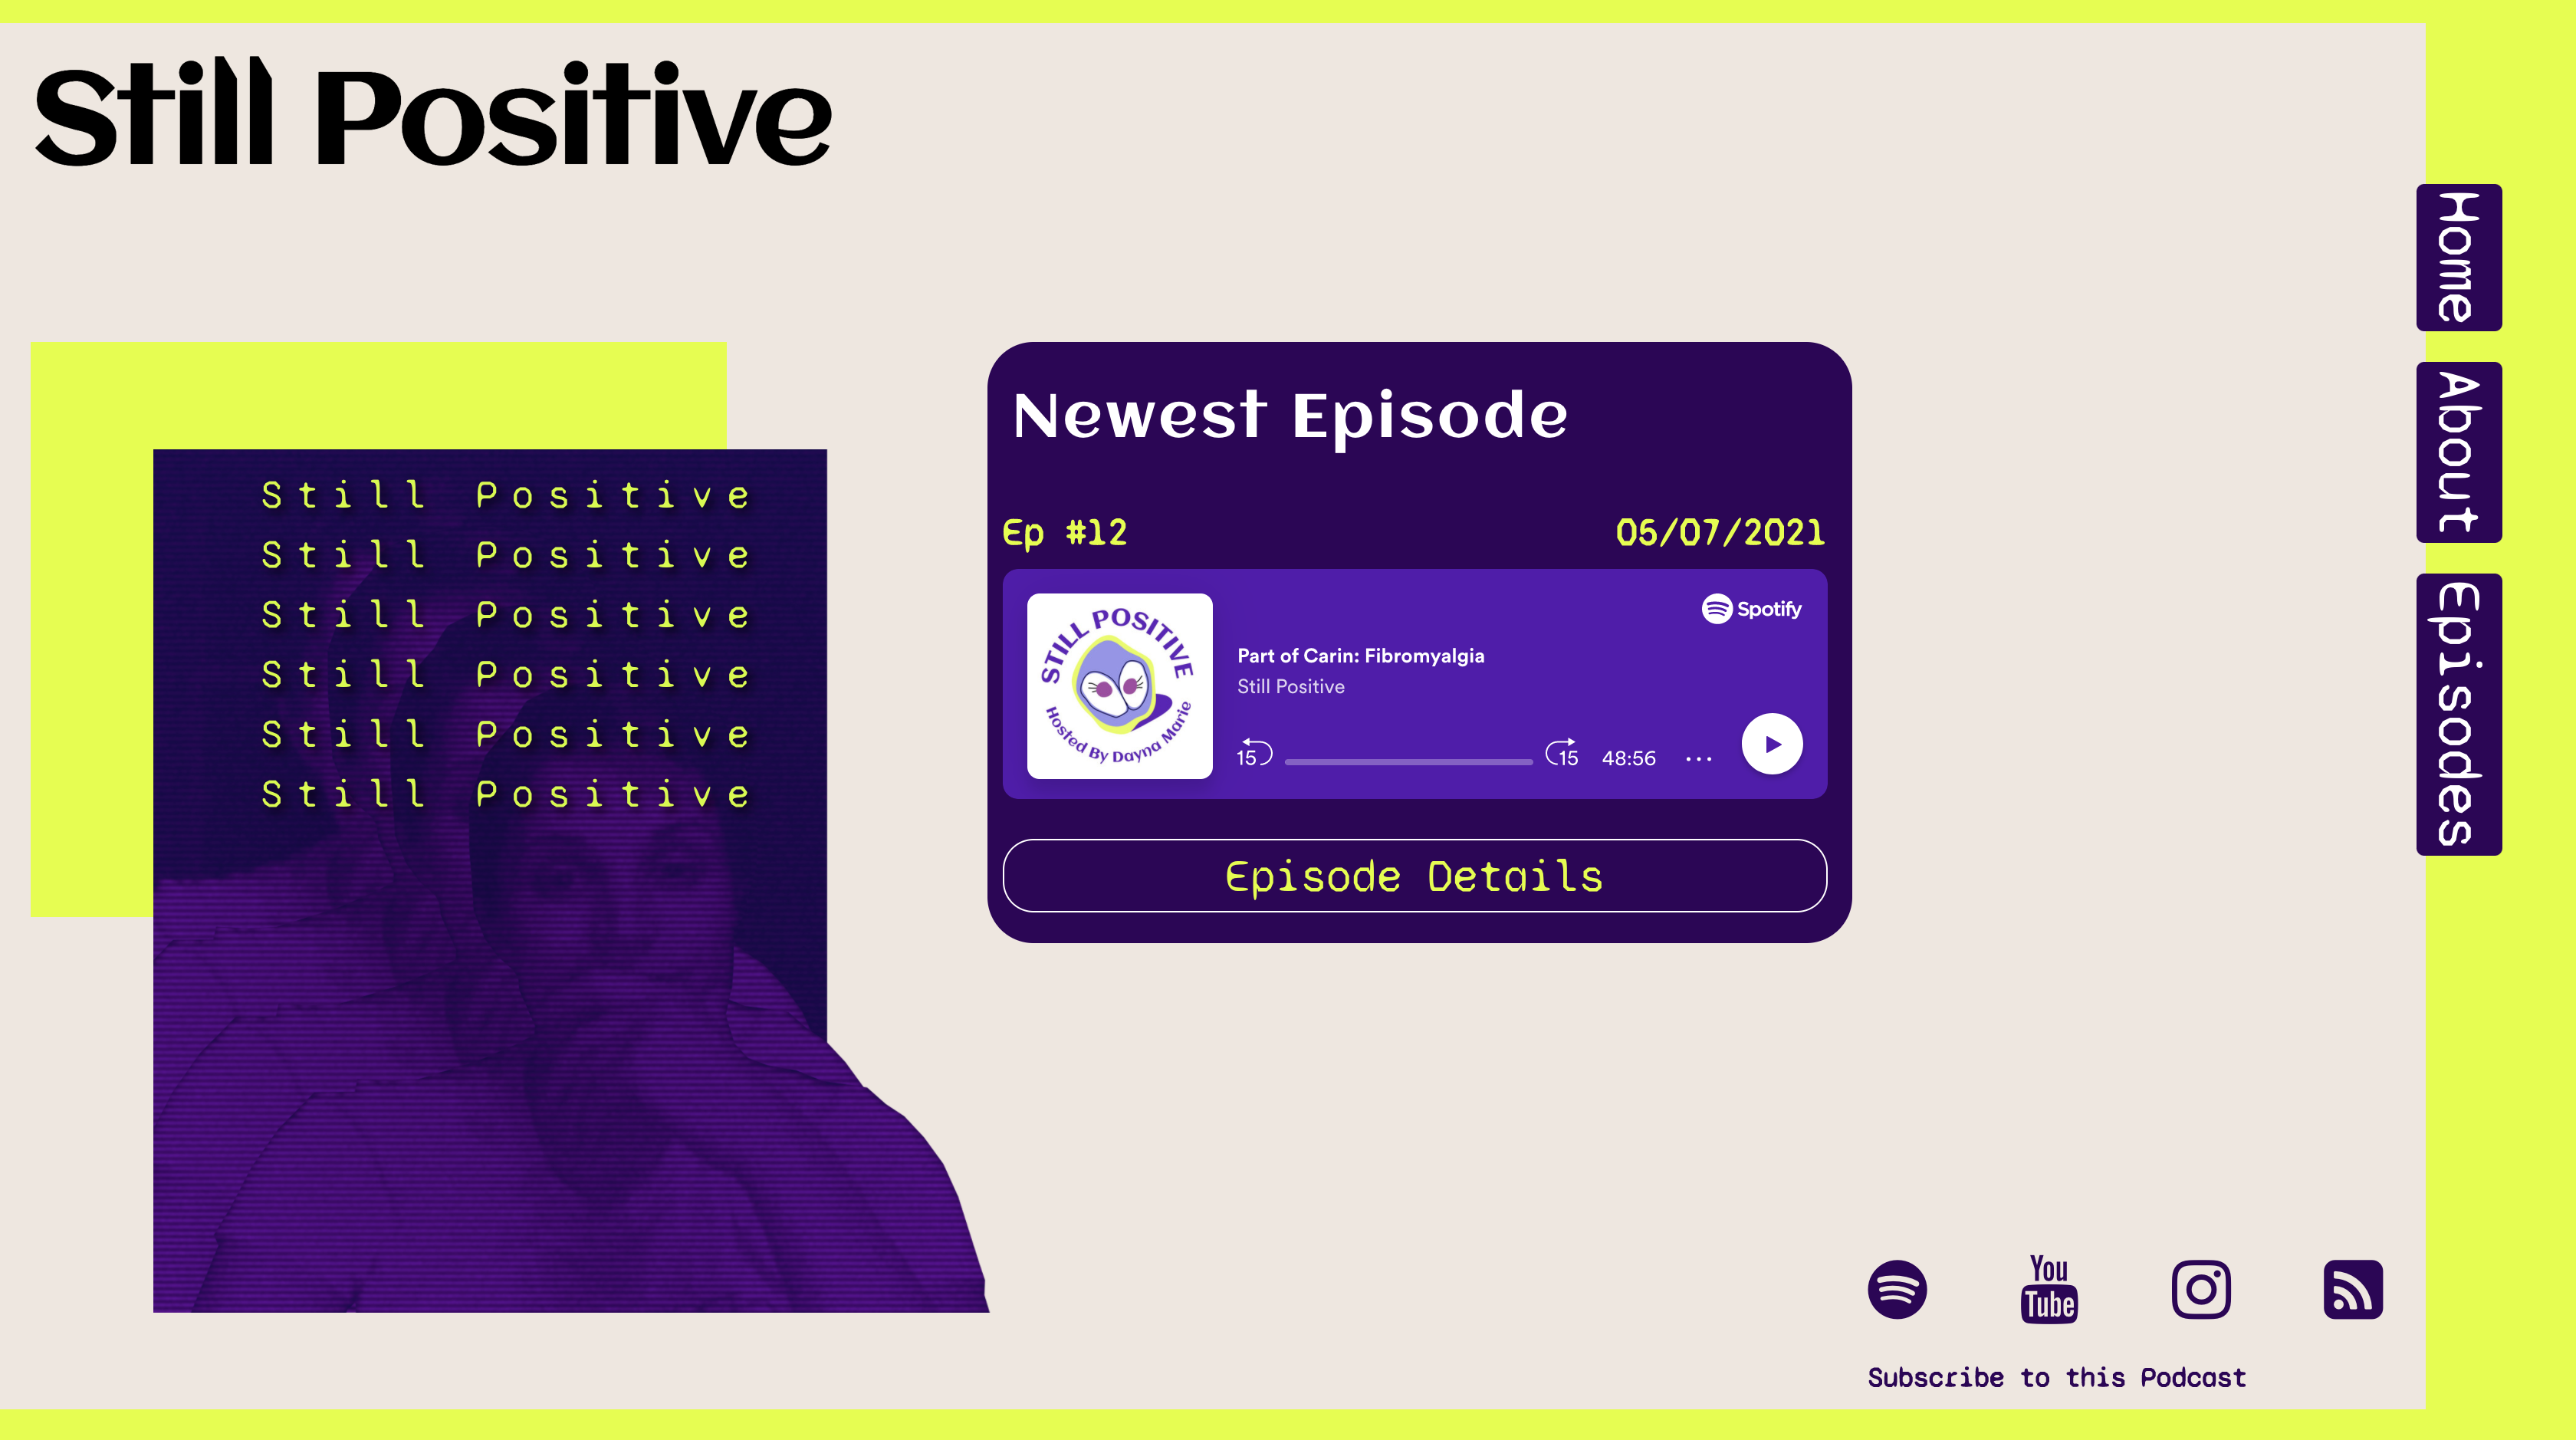 Still Positive
Home
About
Episodes
Still Positive
Still Positive
Still Positive
Still Positive
Still Positive
Still Positive
Newest Episode
Ep #12 05/07/2021
STILL POSITIVE
Hosted By Dayna Marie
Spotify
Part of Carin: Fibromyalgia
Still Positive
15 15 48:56 ...
Episode Details
You
Tube
Subscribe to this Podcast